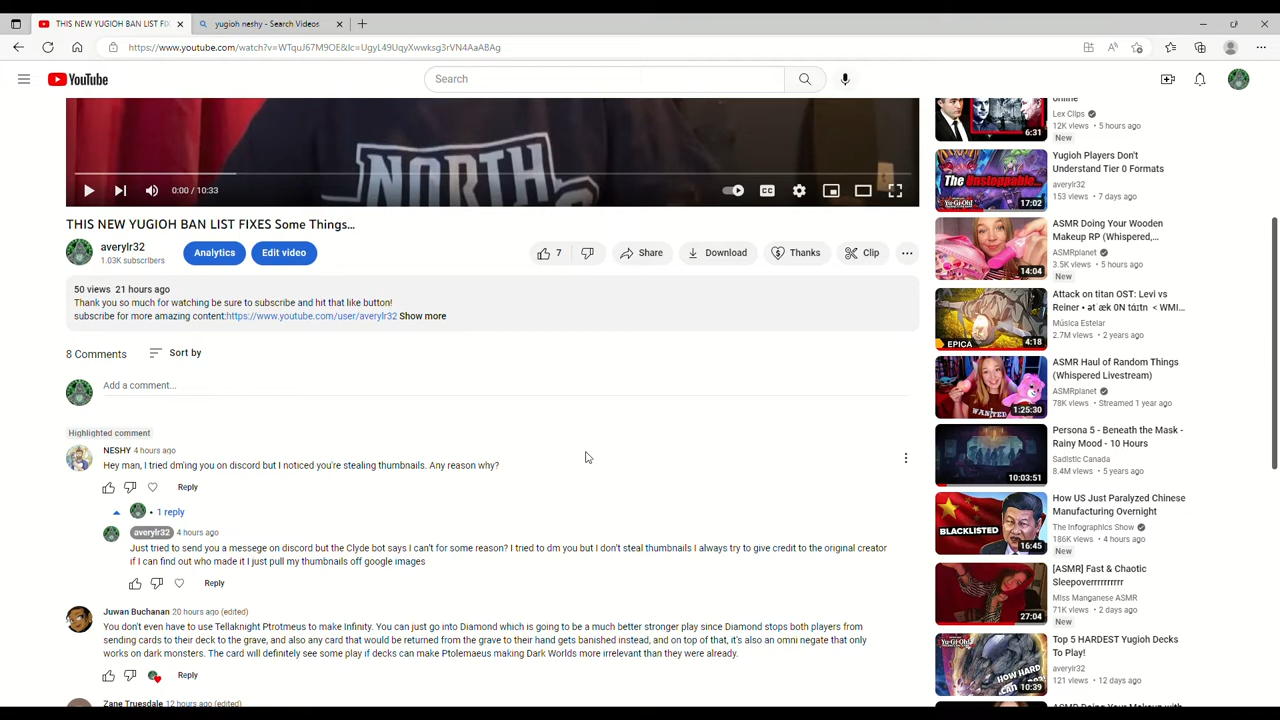 THIS NEW YUGIOH BAN LIST FIX
yugioh neshy - Search Videos
https://www.youtube.com/watch?v=WTquJ67M9OE&lc=UgyL49UqyXwwksg3rVN4AaABAg
YouTube
Search
NORTH
0:00 / 10:33
THIS NEW YUGIOH BAN LIST FIXES Some Things...
averylr32
1.03K subscribers
Analytics
Edit video
7
Share
Download
Thanks
Clip
50 views 21 hours ago
Thank you so much for watching be sure to subscribe and hit that like button!
subscribe for more amazing content:https://www.youtube.com/user/averylr32 Show more
8 Comments
Sort by
Add a comment...
Highlighted comment
NESHY 4 hours ago
Hey man, I tried dm'ing you on discord but I noticed you're stealing thumbnails. Any reason why?
Reply
• 1 reply
averylr32 4 hours ago
Just tried to send you a messege on discord but the Clyde bot says I can't for some reason? I tried to dm you but I don't steal thumbnails I always try to give credit to the original creator
if I can find out who made it I just pull my thumbnails off google images
Reply
Juwan Buchanan 20 hours ago (edited)
You don't even have to use Tellaknight Ptrotmeus to make Infinity. You can just go into Diamond which is going to be a much better stronger play since Diamond stops both players from
sending cards to their deck to the grave, and also any card that would be returned from the grave to their hand gets banished instead, and on top of that, it's also an omni negate that only
works on dark monsters. The card will definitely see some play if decks can make Ptolemaeus making Dark Worlds more irrelevant than they were already.
Reply
Zane Truesdale 12 hours ago (edited)
online
Lex Clips
12K views • 5 hours ago
New
6:31
Yugioh Players Don't
Understand Tier 0 Formats
averylr32
153 views • 7 days ago
The Unstoppable...
17:02
ASMR Doing Your Wooden
Makeup RP (Whispered,...
ASMRplanet
3.5K views • 5 hours ago
New
14:04
Attack on titan OST: Levi vs
Música Estelar
2.7M views • 2 years ago
EPICA
4:18
ASMR Haul of Random Things
(Whispered Livestream)
ASMRplanet
78K views • Streamed 1 year ago
WANTED
1:25:30
Persona 5 - Beneath the Mask -
Rainy Mood - 10 Hours
Sadistic Canada
8.4M views • 5 years ago
10:03:51
How US Just Paralyzed Chinese
Manufacturing Overnight
The Infographics Show
186K views • 4 hours ago
New
BLACKLISTED
16:45
[ASMR] Fast & Chaotic
Sleepoverrrrrrrrrr
Miss Manganese ASMR
71K views • 2 days ago
New
27:04
Top 5 HARDEST Yugioh Decks
To Play!
averylr32
121 views • 12 days ago
HOW HARD
CAN
10:39
ASMR Doing Your Makeup with